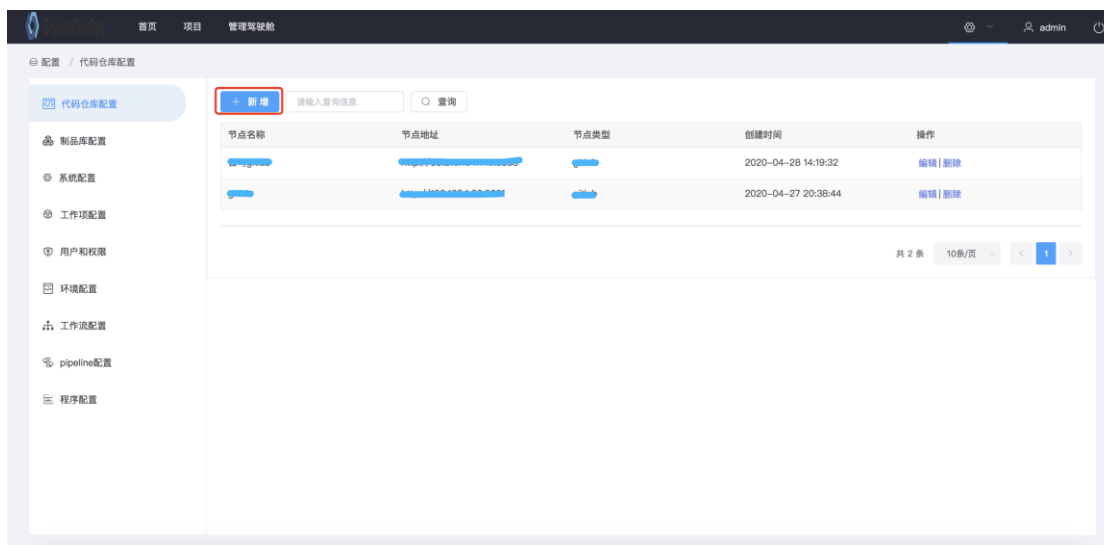 BeyondDevOps 首页 项目 管理驾驶舱 admin
配置 / 代码仓库配置
代码仓库配置
+ 新增 请输入查询信息 查询
制品库配置
节点名称 节点地址 节点类型 创建时间 操作
2020-04-28 14:19:32 编辑|删除
系统配置
2020-04-27 20:38:44 编辑|删除
工作项配置
用户和权限
共 2 条 10条/页 < 1 >
环境配置
工作流配置
pipeline配置
程序配置